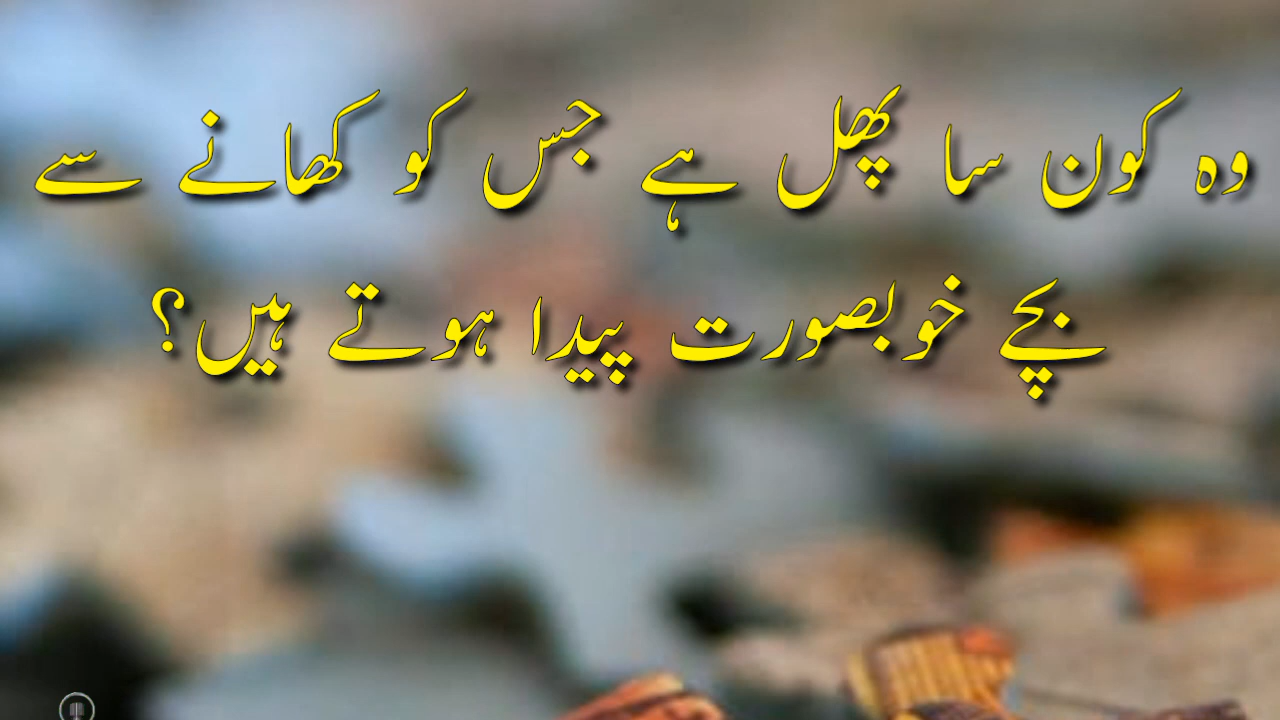 وہ کون سا پھل ہے جس کو کھانے سے
بچے خوبصورت پیدا ہوتے ہیں؟